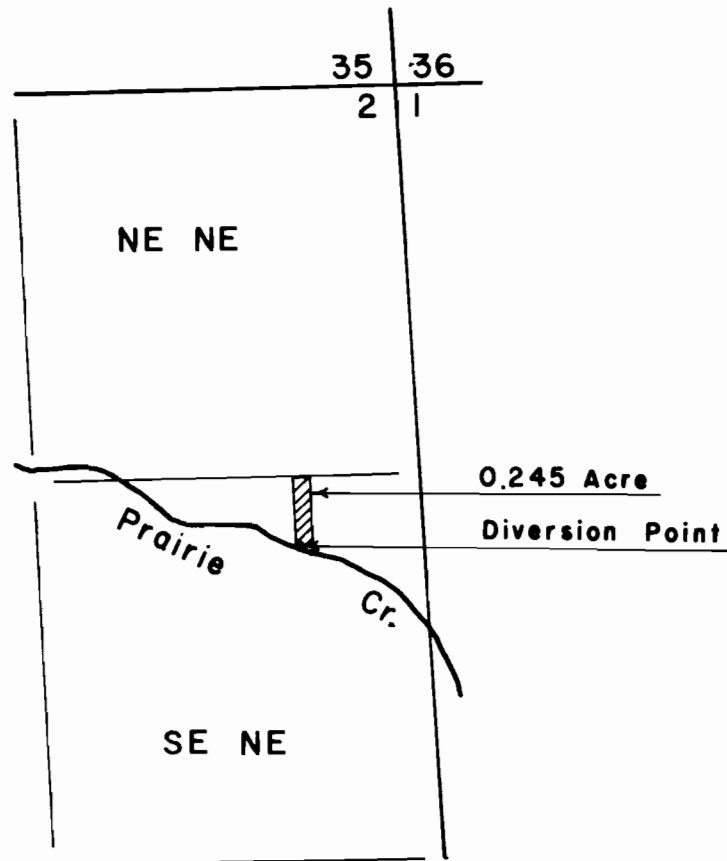 35 36
2 1
NE NE
0.245 Acre
Diversion Point
Prairie Cr.
SE NE